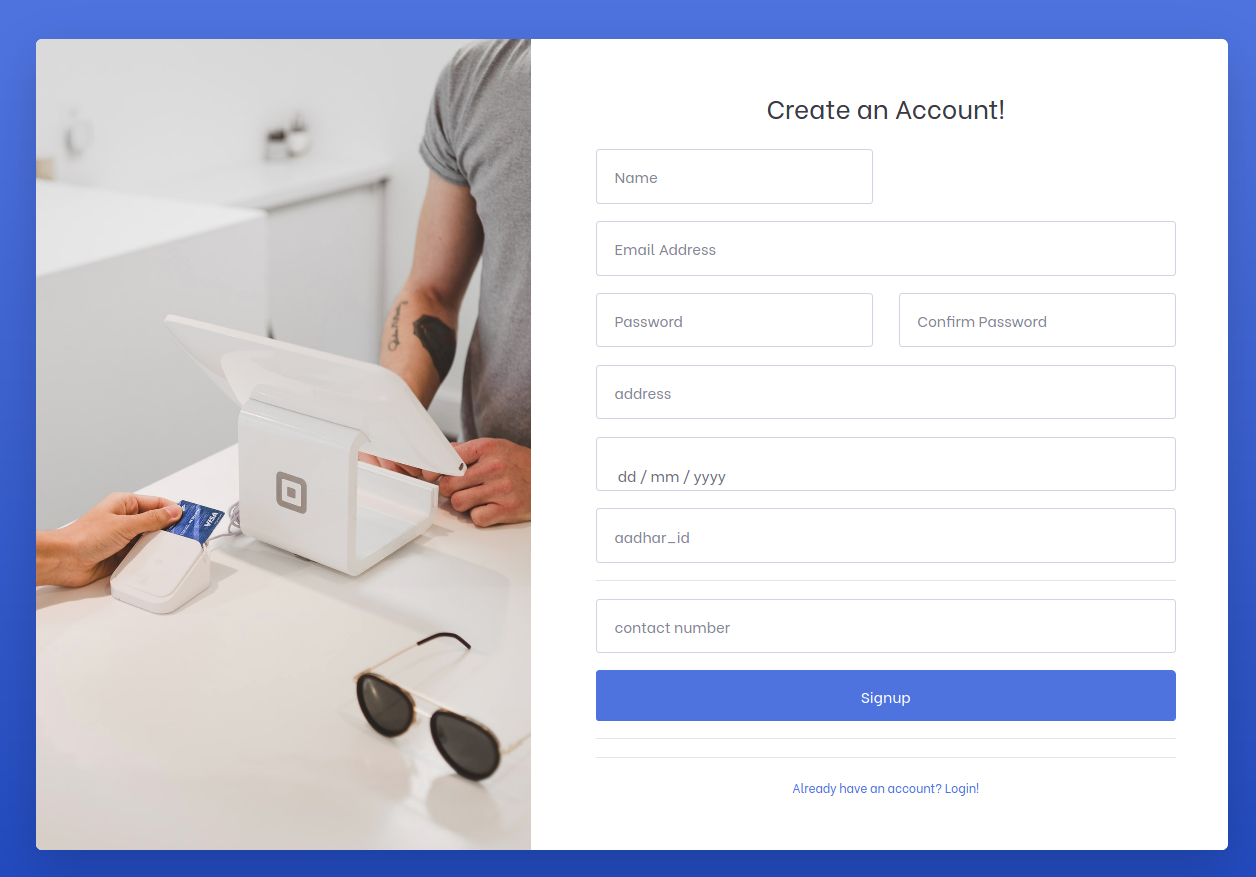 Create an Account!
Name
Email Address
Password
Confirm Password
address
dd / mm / yyyy
aadhar_id
contact number
Signup
Already have an account? Login!
VISA